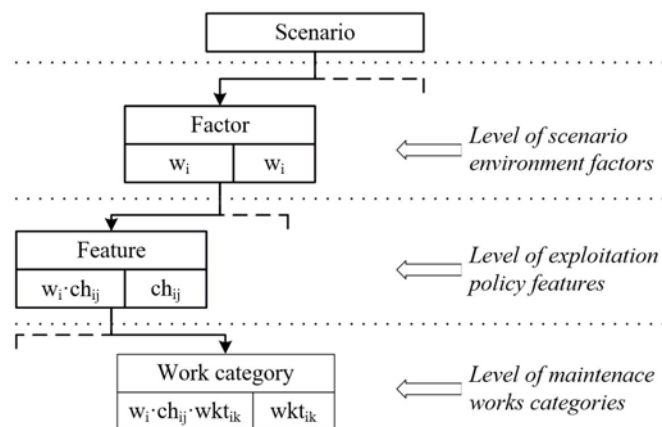 Scenario
Factor
wᵢ wᵢ
Level of scenario
environment factors
Feature
wᵢ·chᵢⱼ chᵢⱼ
Level of exploitation
policy features
Work category
wᵢ·chᵢⱼ·wktᵢₖ wktᵢₖ
Level of maintenace
works categories